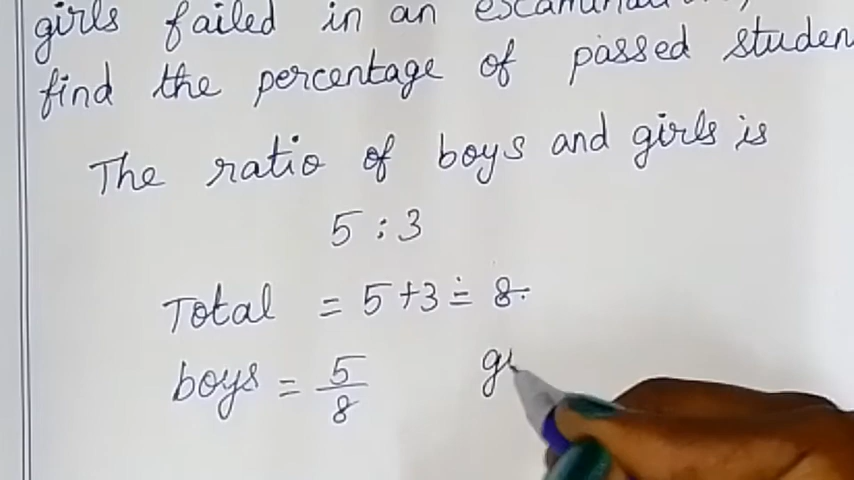 girls failed in an
find the percentage of passed
The ratio of boys and girls is
5 : 3
Total = 5 + 3 = 8.
boys = 5/8 g